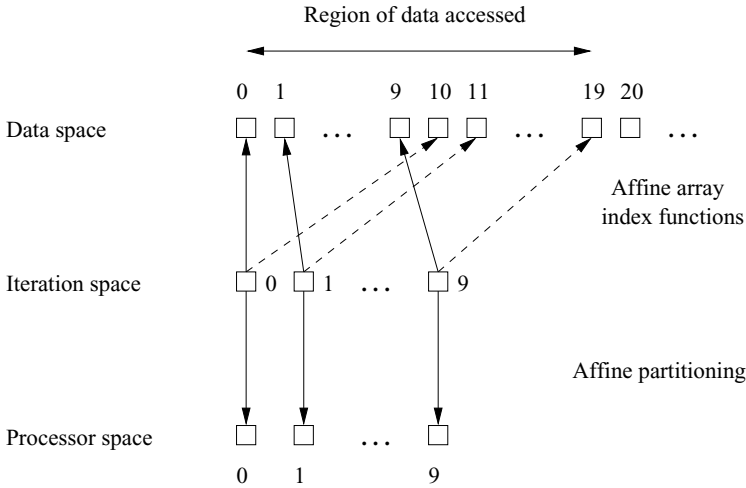 Region of data accessed
0 1 9 10 11 19 20
Data space ... ... ...
Affine array
index functions
Iteration space 0 1 ... 9
Affine partitioning
Processor space ...
0 1 9